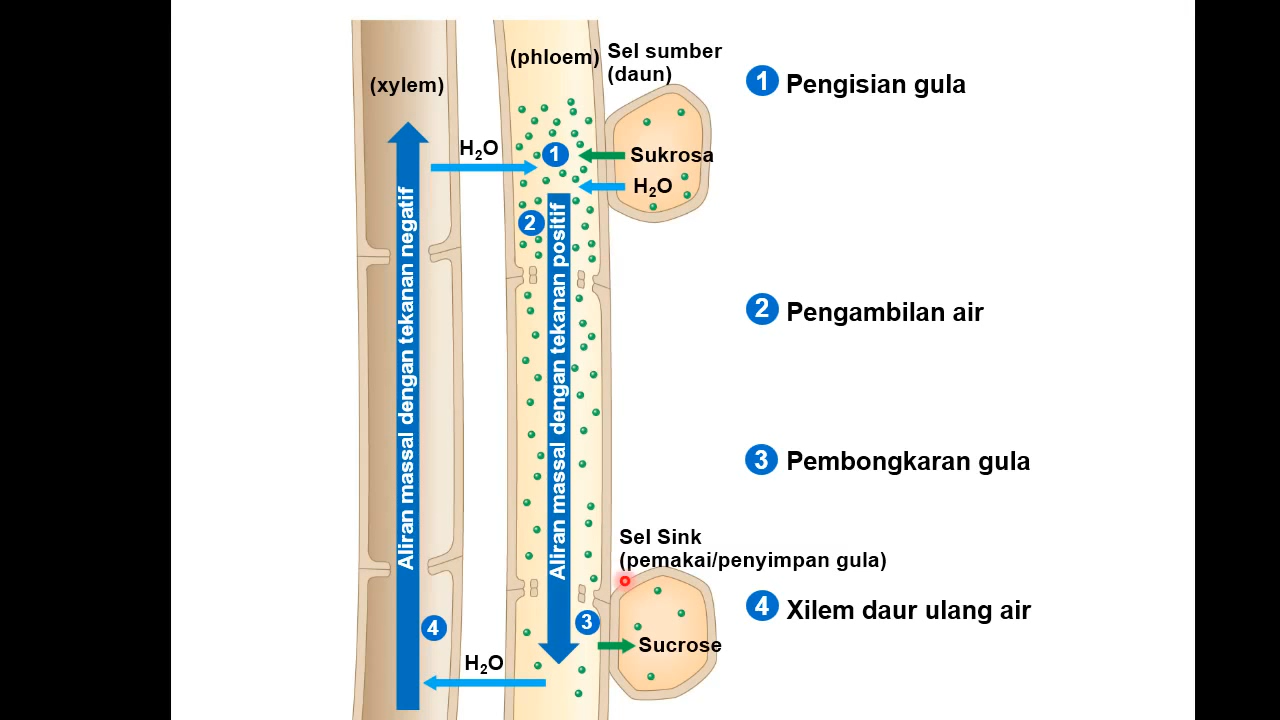 (xylem)
(phloem)
Sel sumber
(daun)
H₂O
1
Sukrosa
H₂O
2
Aliran massal dengan tekanan negatif
Aliran massal dengan tekanan positif
Sel Sink
(pemakai/penyimpan gula)
3
4
Sucrose
H₂O
1 Pengisian gula
2 Pengambilan air
3 Pembongkaran gula
4 Xilem daur ulang air